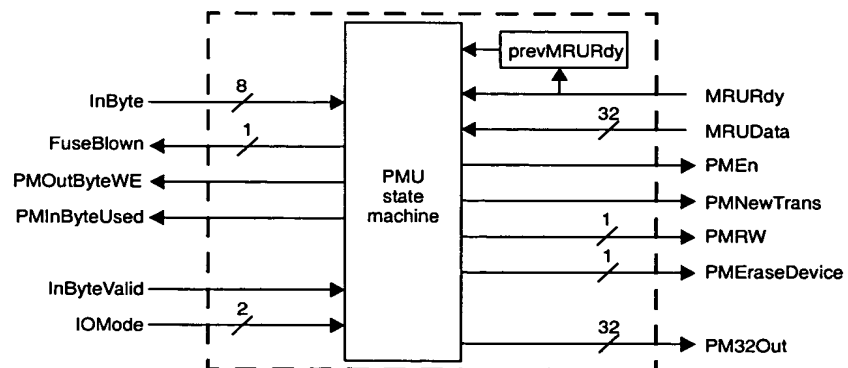 prevMRURdy
8
InByte
MRURdy
32
MRUData
1
FuseBlown
PMEn
PMOutByteWE
PMU
state
machine
PMNewTrans
PMInByteUsed
1
PMRW
1
PMEraseDevice
InByteValid
2
IOMode
32
PM32Out